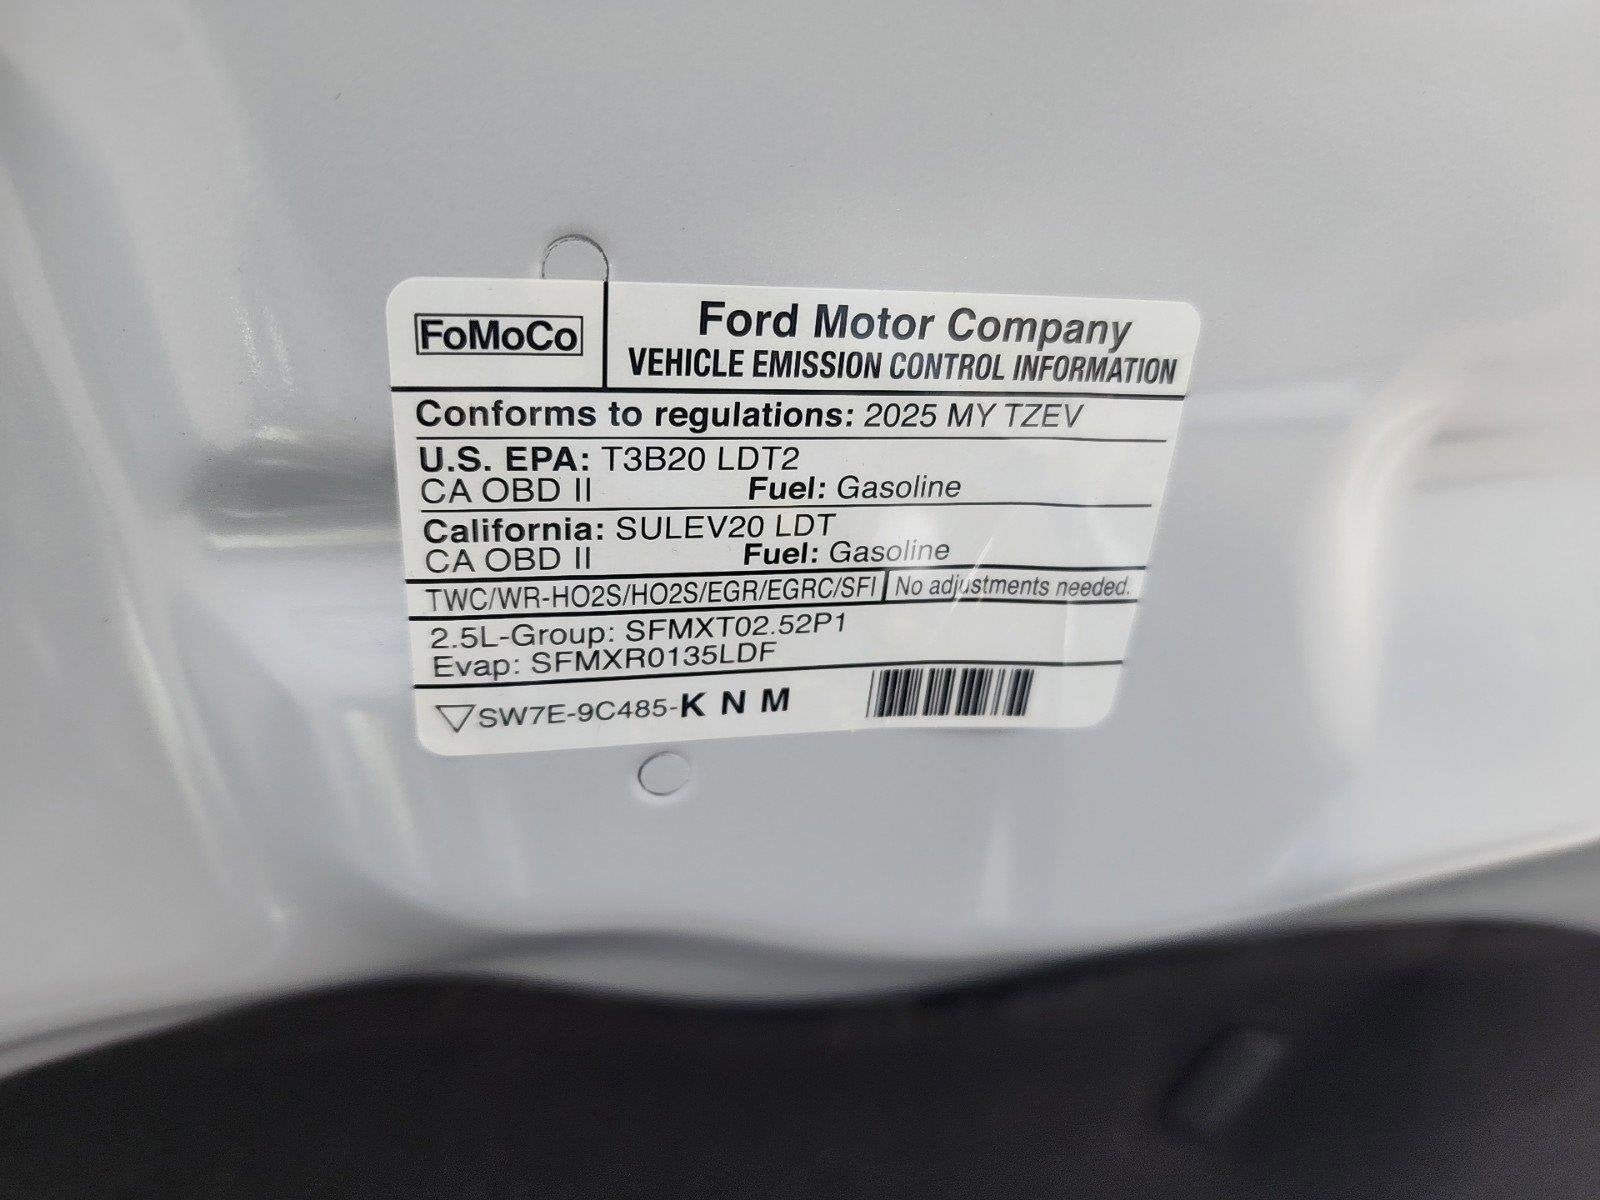 FoMoCo
Ford Motor Company
VEHICLE EMISSION CONTROL INFORMATION
Conforms to regulations: 2025 MY TZEV
U.S. EPA: T3B20 LDT2
CA OBD II Fuel: Gasoline
California: SULEV20 LDT
CA OBD II Fuel: Gasoline
TWC/WR-HO2S/HO2S/EGR/EGRC/SFI No adjustments needed.
2.5L-Group: SFMXT02.52P1
Evap: SFMXR0135LDF
SW7E-9C485-K N M